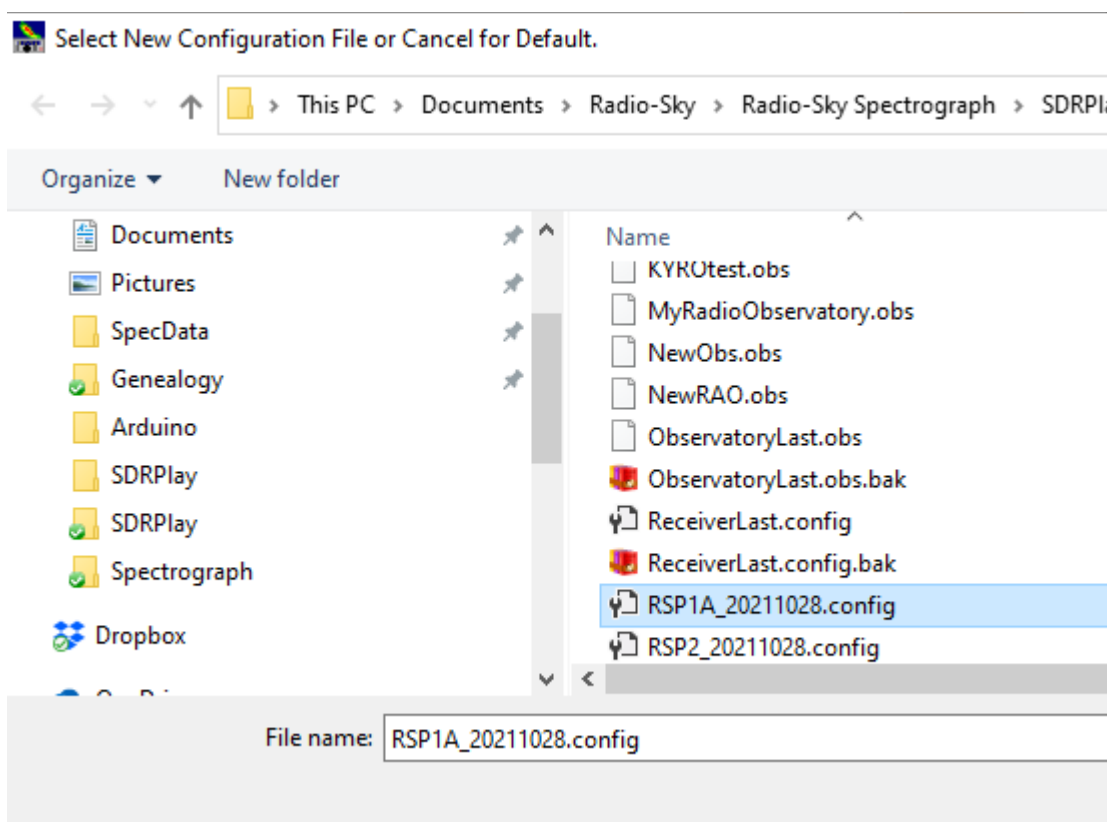 Select New Configuration File or Cancel for Default.
This PC > Documents > Radio-Sky > Radio-Sky Spectrograph >
Organize New folder
Documents
Pictures
SpecData
Genealogy
Arduino
SDRPlay
SDRPlay
Spectrograph
Dropbox
Name
KYROtest.obs
MyRadioObservatory.obs
NewObs.obs
NewRAO.obs
ObservatoryLast.obs
ObservatoryLast.obs.bak
ReceiverLast.config
ReceiverLast.config.bak
RSP1A_20211028.config
RSP2_20211028.config
File name: RSP1A_20211028.config